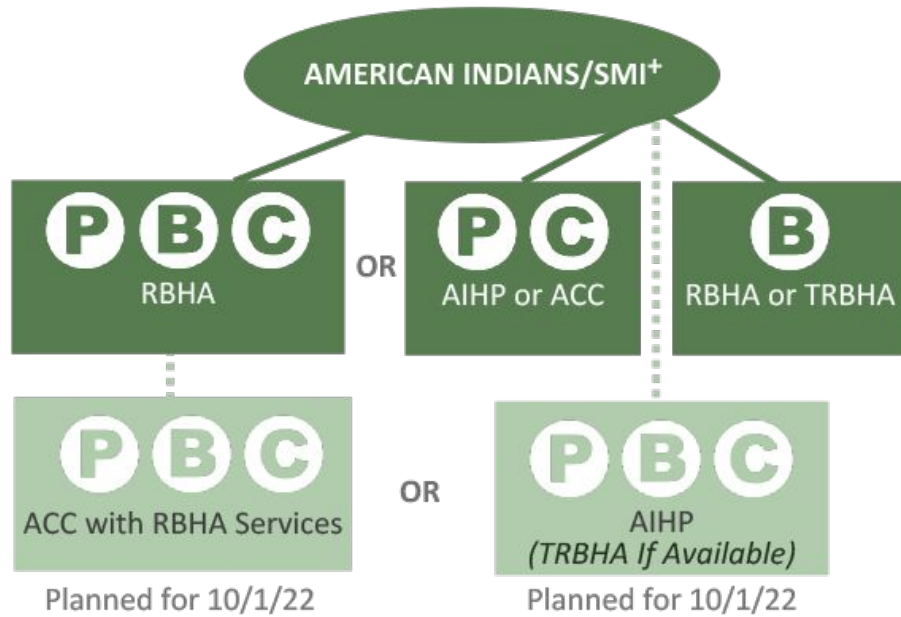 AMERICAN INDIANS/SMI⁺
P B C
RBHA
OR
P C
AIHP or ACC
B
RBHA or TRBHA
P B C
ACC with RBHA Services
OR
P B C
AIHP
(TRBHA If Available)
Planned for 10/1/22
Planned for 10/1/22